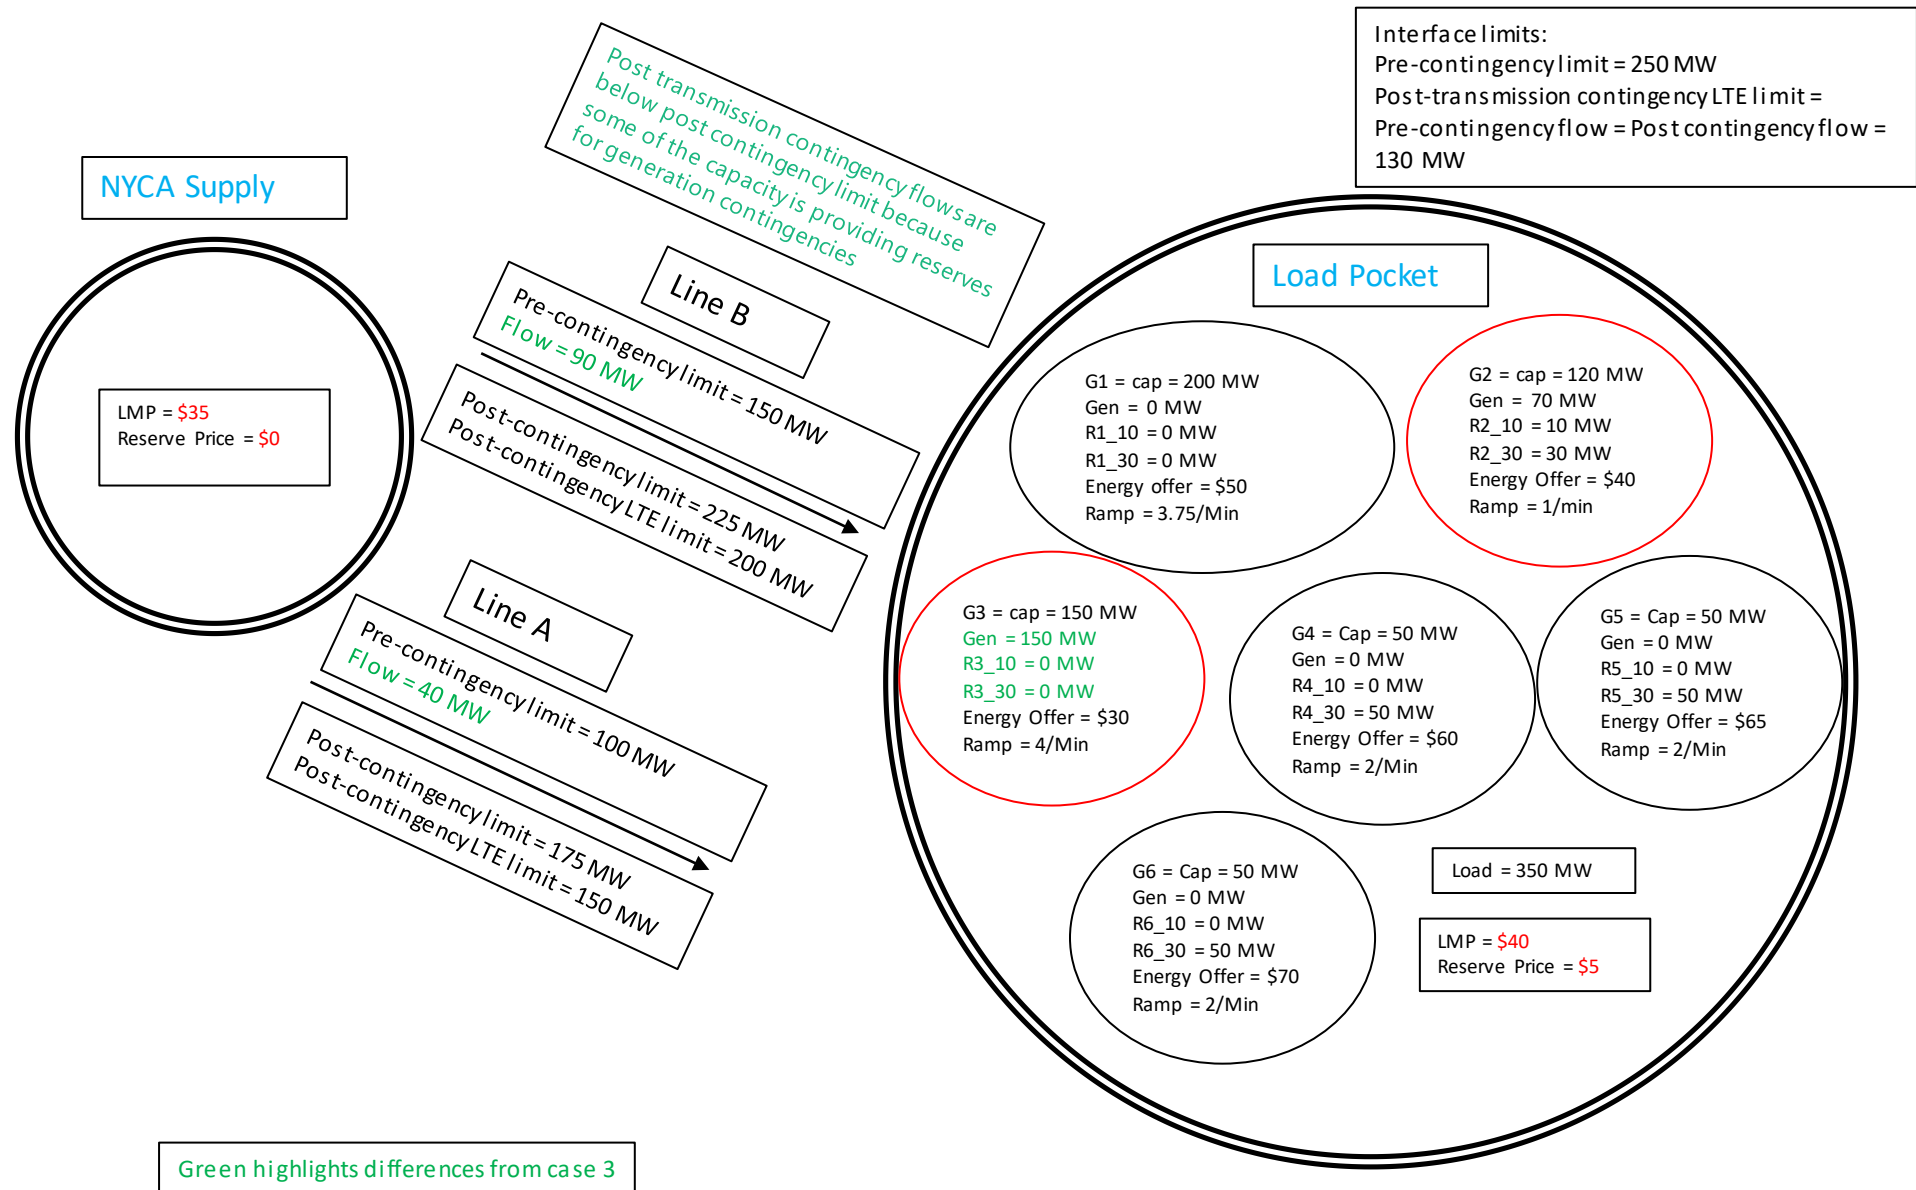 Interface limits:
Pre-contingency limit = 250 MW
Post-transmission contingency LTE limit =
Pre-contingency flow = Post contingency flow =
130 MW
Post transmission contingency flows are
below post contingency limit because
some of the capacity is providing reserves
for generation contingencies
NYCA Supply
LMP = $35
Reserve Price = $0
Line B
Pre-contingency limit = 150 MW
Flow = 90 MW
Post-contingency limit = 225 MW
Post-contingency LTE limit = 200 MW
Line A
Pre-contingency limit = 100 MW
Flow = 40 MW
Post-contingency limit = 175 MW
Post-contingency LTE limit = 150 MW
Load Pocket
G1 = cap = 200 MW
Gen = 0 MW
R1_10 = 0 MW
R1_30 = 0 MW
Energy offer = $50
Ramp = 3.75/Min
G2 = cap = 120 MW
Gen = 70 MW
R2_10 = 10 MW
R2_30 = 30 MW
Energy Offer = $40
Ramp = 1/min
G3 = cap = 150 MW
Gen = 150 MW
R3_10 = 0 MW
R3_30 = 0 MW
Energy Offer = $30
Ramp = 4/Min
G4 = Cap = 50 MW
Gen = 0 MW
R4_10 = 0 MW
R4_30 = 50 MW
Energy Offer = $60
Ramp = 2/Min
G5 = Cap = 50 MW
Gen = 0 MW
R5_10 = 0 MW
R5_30 = 50 MW
Energy Offer = $65
Ramp = 2/Min
G6 = Cap = 50 MW
Gen = 0 MW
R6_10 = 0 MW
R6_30 = 50 MW
Energy Offer = $70
Ramp = 2/Min
Load = 350 MW
LMP = $40
Reserve Price = $5
Green highlights differences from case 3